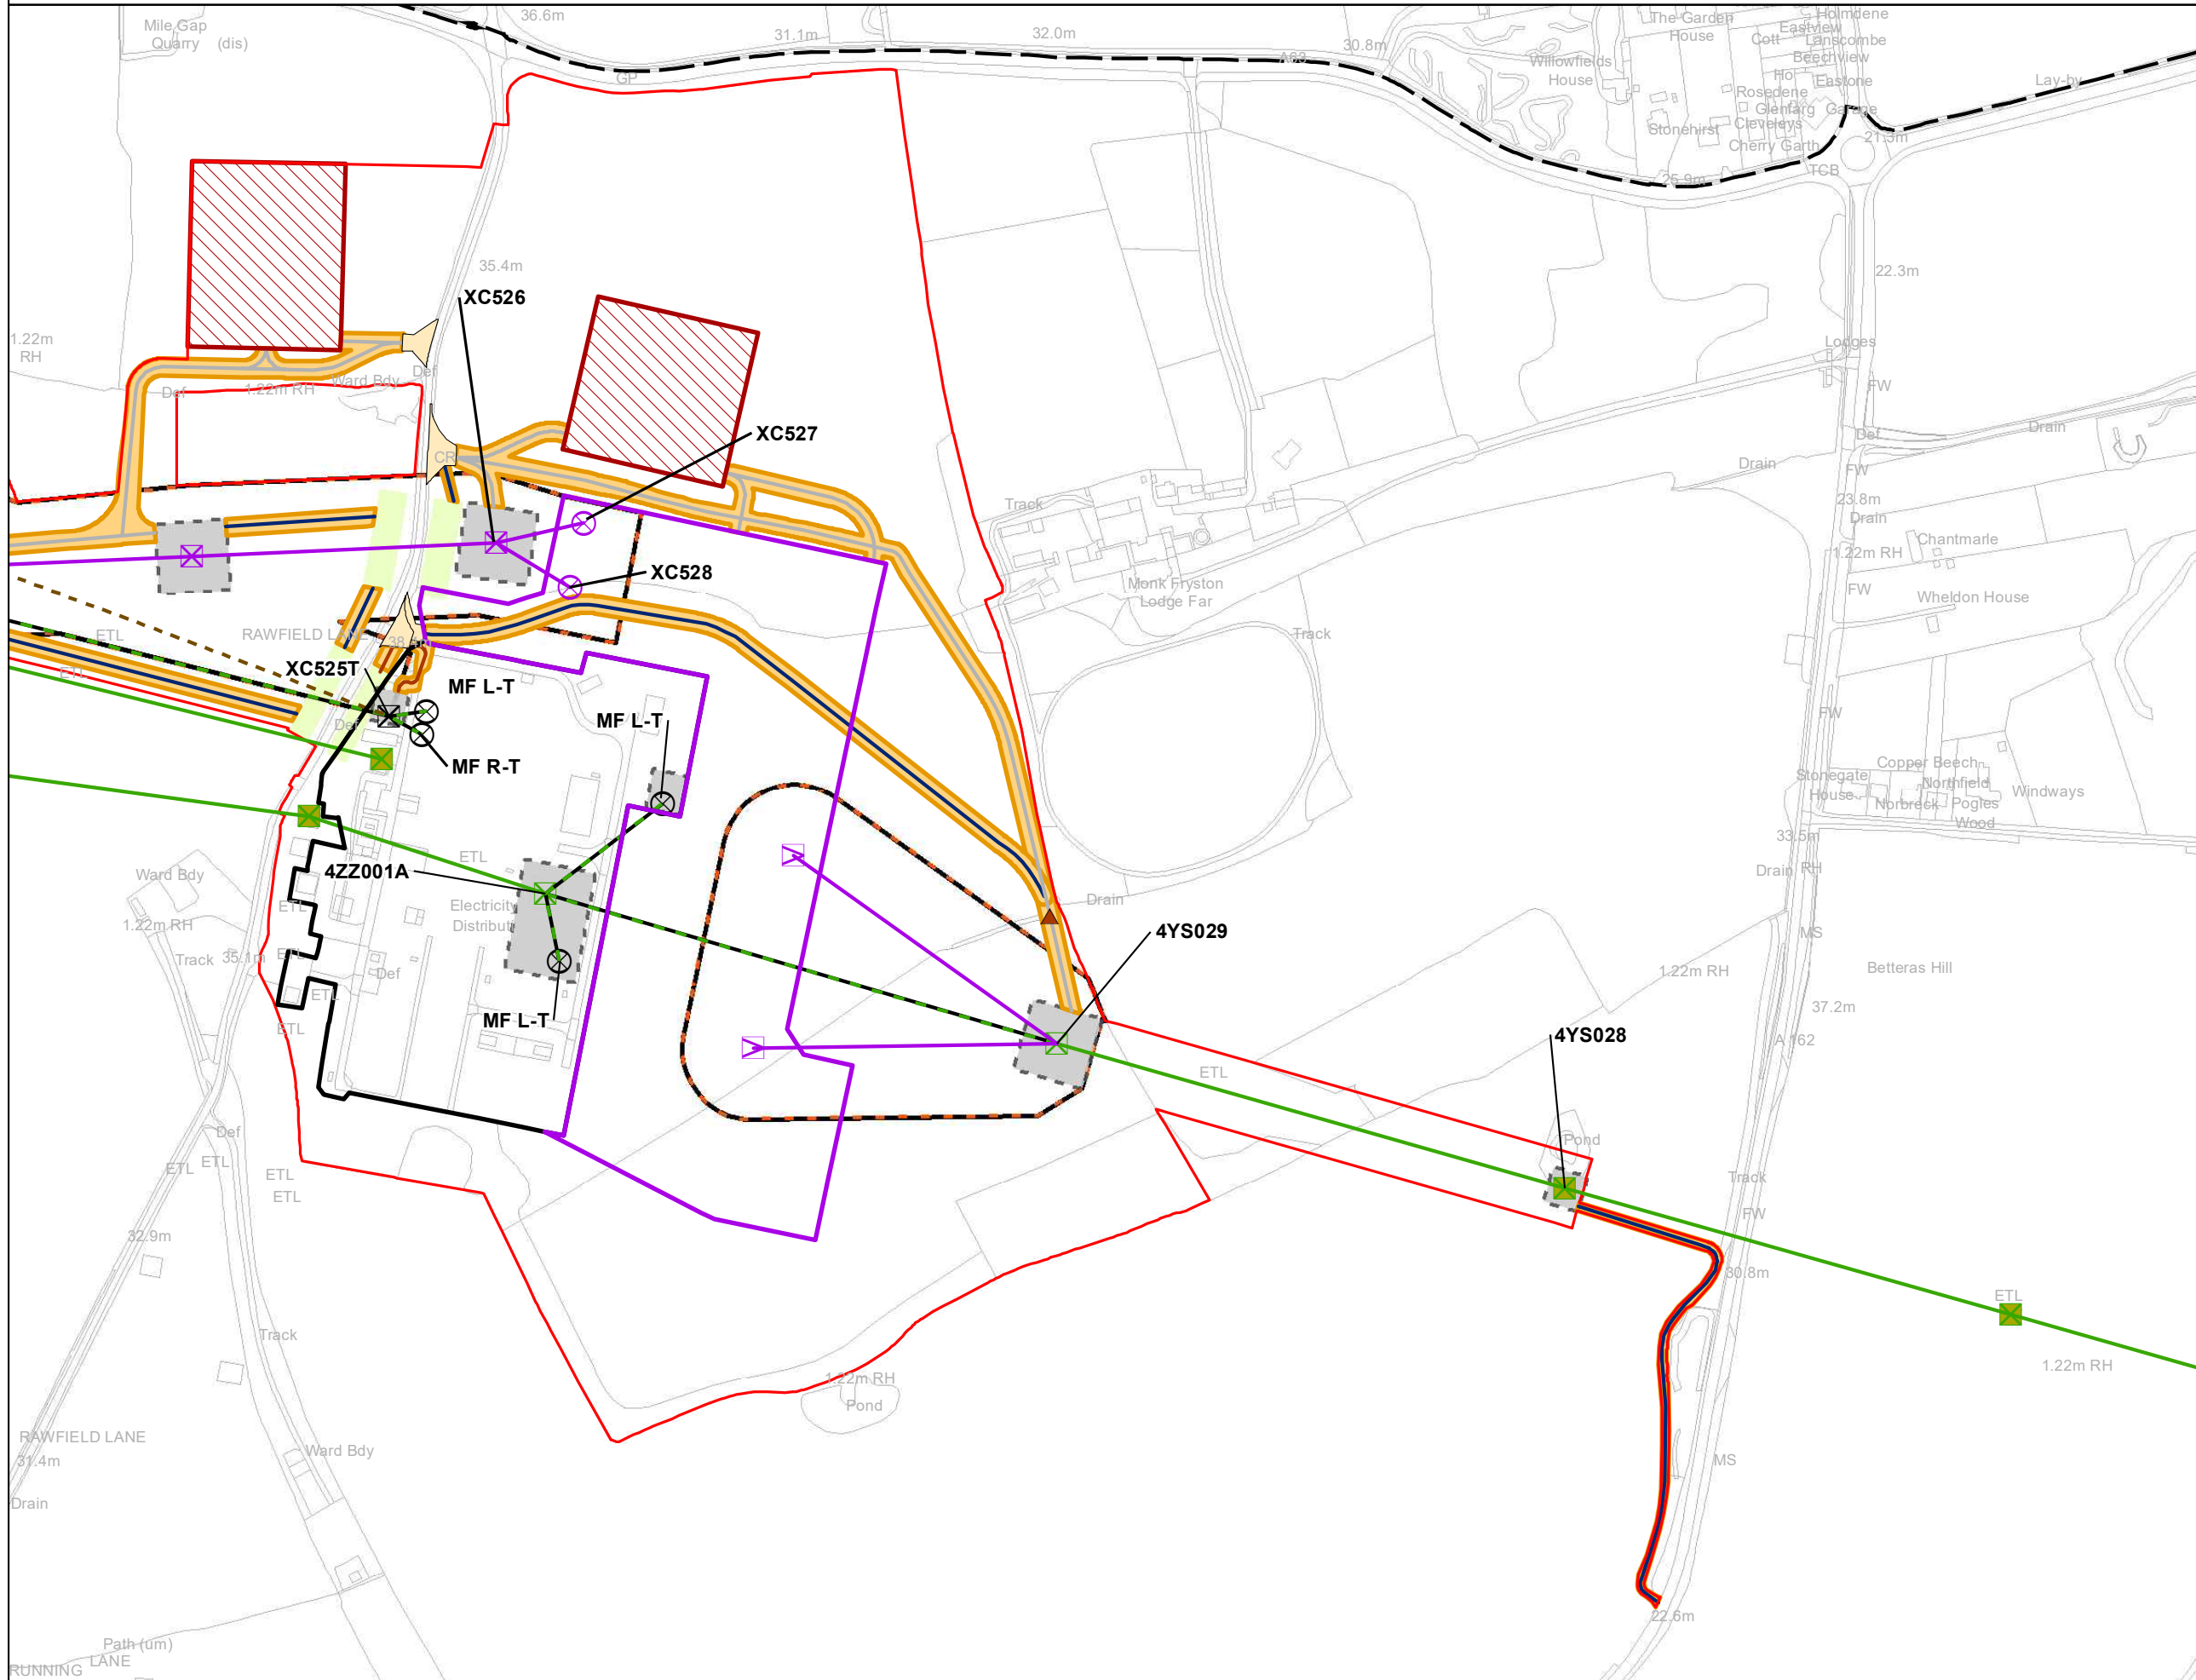 Mile Gap
Quarry (dis)
36.6m
31.1m
32.0m
30.8m
A63
GP
The Garden
House
Holmdene
Eastview
Cott
Lanscombe
Beechview
Ho
Eastone
Rosedene
Glenfarg
Garage
Cleveleys
Stonehirst
Cherry Garth
Willowfields
House
Lay-by
21.3m
TCB
25.9m
35.4m
XC526
22.3m
1.22m
RH
Def
Ward Bdy
Def
1.22m RH
Lodges
FW
XC527
CR
Def
Drain
Drain
FW
23.8m
Drain
Track
XC528
1.22m RH
Chantmarle
Monk Fryston
Lodge Far
FW
Wheldon House
ETL
RAWFIELD LANE
Track
XC525T
ETL
MF L-T
MF L-T
FW
Def
MF R-T
Copper Beech
Stonegate
House
Northfield
Norbreck
Pogles
Wood
Windways
33.5m
Ward Bdy
ETL
4ZZ001A
Drain
RH
Electricity
Distribut
ETL
1.22m RH
Drain
4YS029
MS
Track
35.1m
ETL
Def
1.22m RH
Betteras Hill
ETL
ETL
MF L-T
37.2m
4YS028
A 162
ETL
Def
Pond
ETL
ETL
ETL
ETL
Track
FW
32.9m
30.8m
ETL
Track
1.22m RH
1.22m RH
Pond
RAWFIELD LANE
Ward Bdy
31.4m
MS
Drain
22.6m
Path (um)
LANE
RUNNING